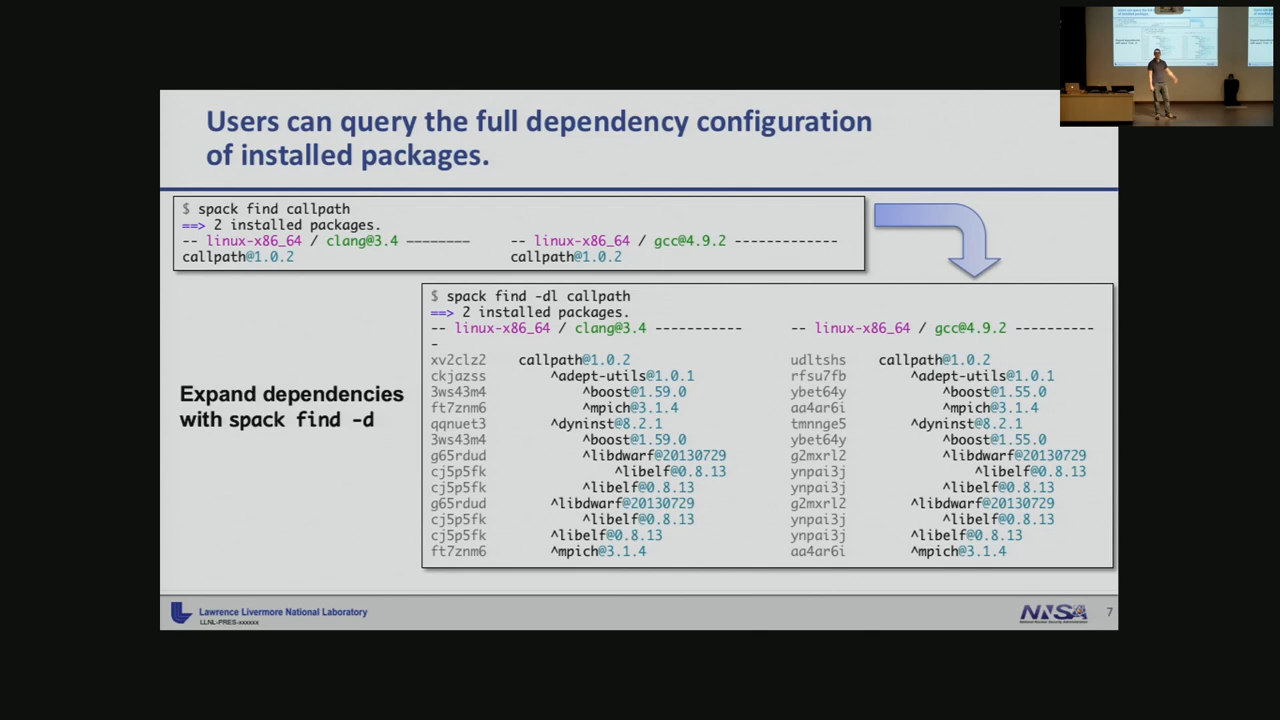 Users can query the full dependency configuration
of installed packages.
$ spack find callpath
==> 2 installed packages.
-- linux-x86_64 / clang@3.4 -------- -- linux-x86_64 / gcc@4.9.2 -------------
callpath@1.0.2 callpath@1.0.2
$ spack find -dl callpath
==> 2 installed packages.
-- linux-x86_64 / clang@3.4 ----------- -- linux-x86_64 / gcc@4.9.2 ----------
-
xv2clz2 callpath@1.0.2 udltshs callpath@1.0.2
ckjazss ^adept-utils@1.0.1 rfsu7fb ^adept-utils@1.0.1
3ws43m4 ^boost@1.59.0 ybet64y ^boost@1.55.0
ft7znm6 ^mpich@3.1.4 aa4ar6i ^mpich@3.1.4
qqnuet3 ^dyninst@8.2.1 tmnnge5 ^dyninst@8.2.1
3ws43m4 ^boost@1.59.0 ybet64y ^boost@1.55.0
g65rdud ^libdwarf@20130729 g2mxrl2 ^libdwarf@20130729
cj5p5fk ^libelf@0.8.13 ynpai3j ^libelf@0.8.13
cj5p5fk ^libelf@0.8.13 ynpai3j ^libelf@0.8.13
g65rdud ^libdwarf@20130729 g2mxrl2 ^libdwarf@20130729
cj5p5fk ^libelf@0.8.13 ynpai3j ^libelf@0.8.13
cj5p5fk ^libelf@0.8.13 ynpai3j ^libelf@0.8.13
ft7znm6 ^mpich@3.1.4 aa4ar6i ^mpich@3.1.4
Expand dependencies
with spack find -d
Lawrence Livermore National Laboratory
LLNL-PRES-xxxxxx
NNSA
National Nuclear Security Administration
7